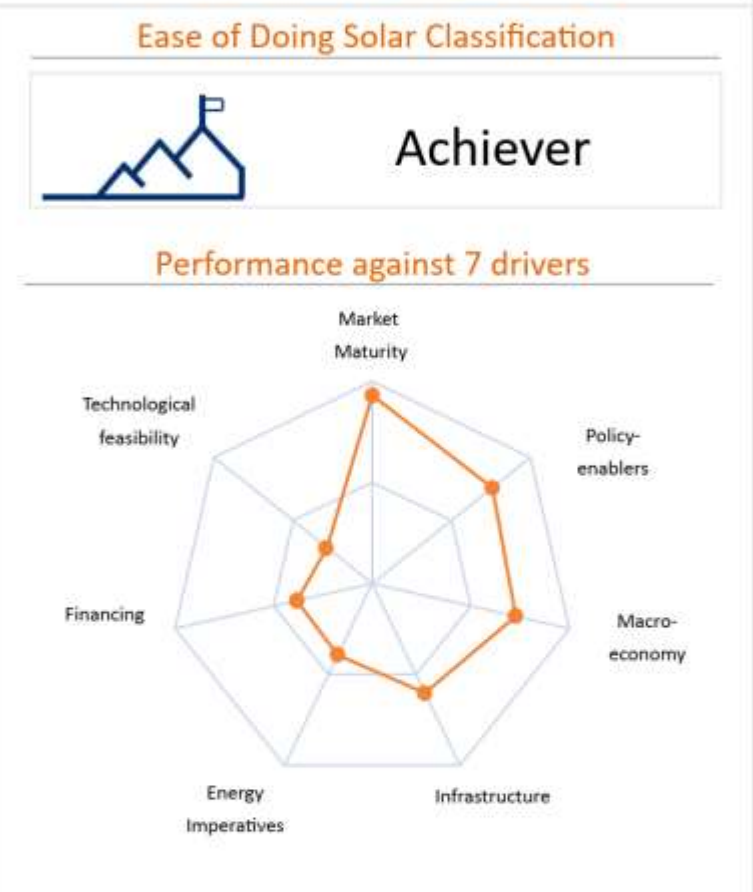 Ease of Doing Solar Classification
Achiever
Performance against 7 drivers
Market
Maturity
Technological
feasibility
Policy-
enablers
Financing
Macro-
economy
Energy
Imperatives
Infrastructure